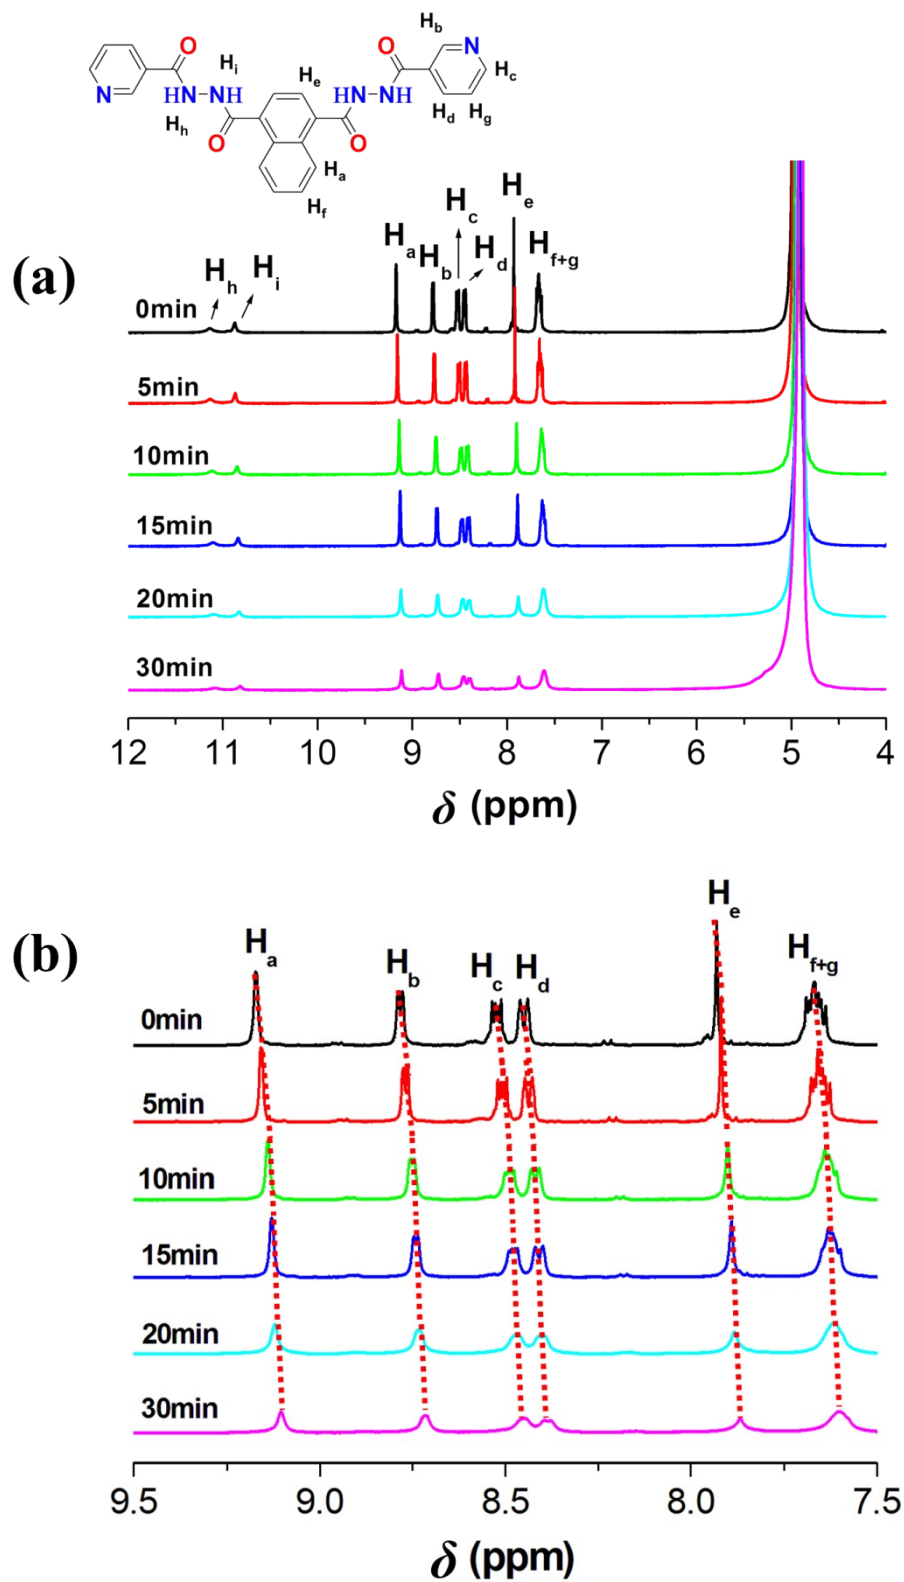 H_b
O O N
H_i H_e H_c
N HN-NH HN-NH
H_h O O H_d H_g
H_a
H_f
(a)
H_h H_i H_a H_b H_c H_d H_e H_f+g
0min
5min
10min
15min
20min
30min
12 11 10 9 8 7 6 5 4
δ (ppm)
(b)
H_a H_b H_c H_d H_e H_f+g
0min
5min
10min
15min
20min
30min
9.5 9.0 8.5 8.0 7.5
δ (ppm)